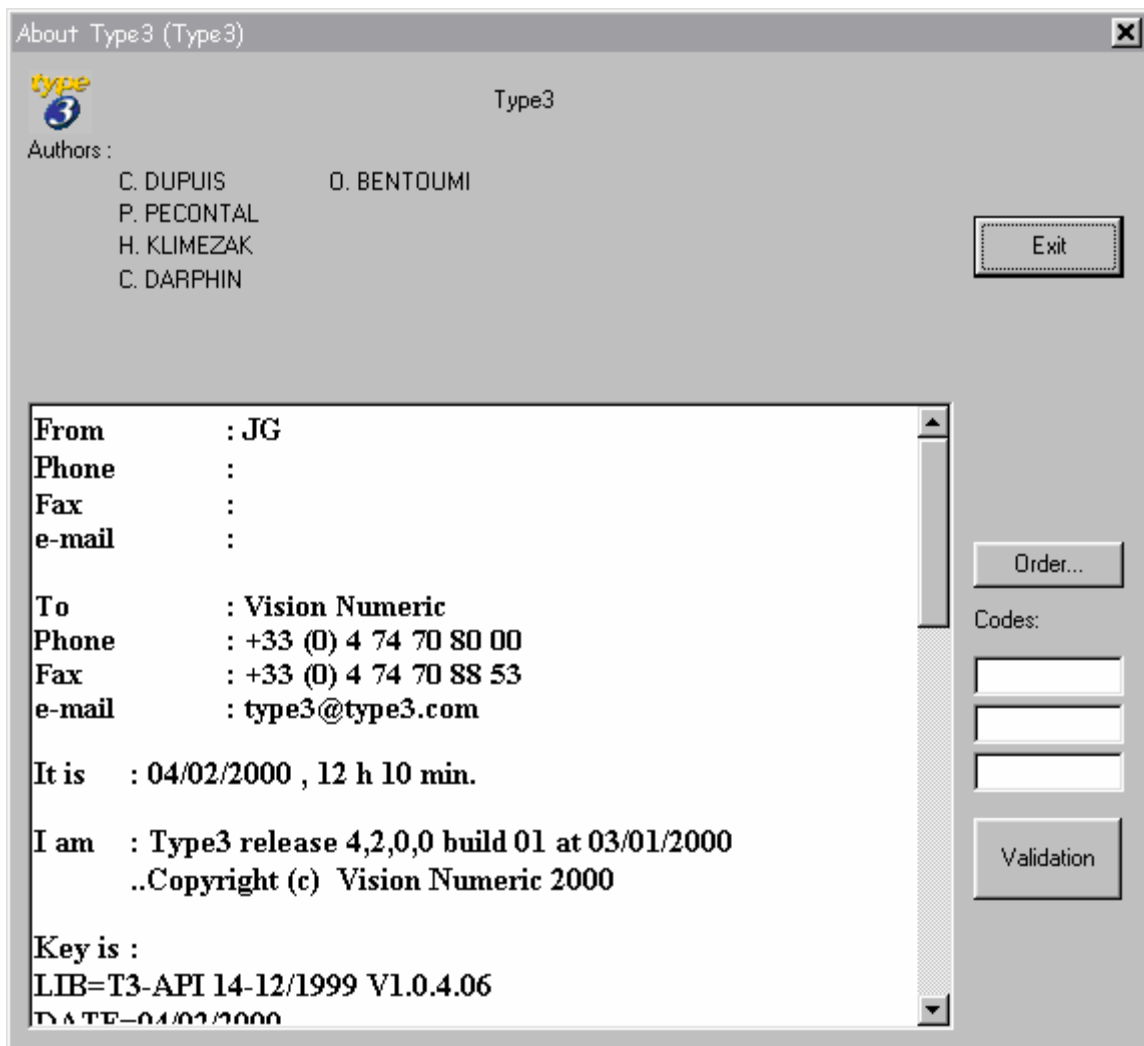 About Type3 (Type3)
type
3
Type3
Authors :
C. DUPUIS O. BENTOUMI
P. PECONTAL
H. KLIMEZAK
C. DARPHIN
Exit
From : JG
Phone :
Fax :
e-mail :
To : Vision Numeric
Phone : +33 (0) 4 74 70 80 00
Fax : +33 (0) 4 74 70 88 53
e-mail : type3@type3.com
It is : 04/02/2000 , 12 h 10 min.
I am : Type3 release 4,2,0,0 build 01 at 03/01/2000
..Copyright (c) Vision Numeric 2000
Key is :
LIB=T3-API 14-12/1999 V1.0.4.06
DATE=04/02/2000
Order...
Codes:
Validation